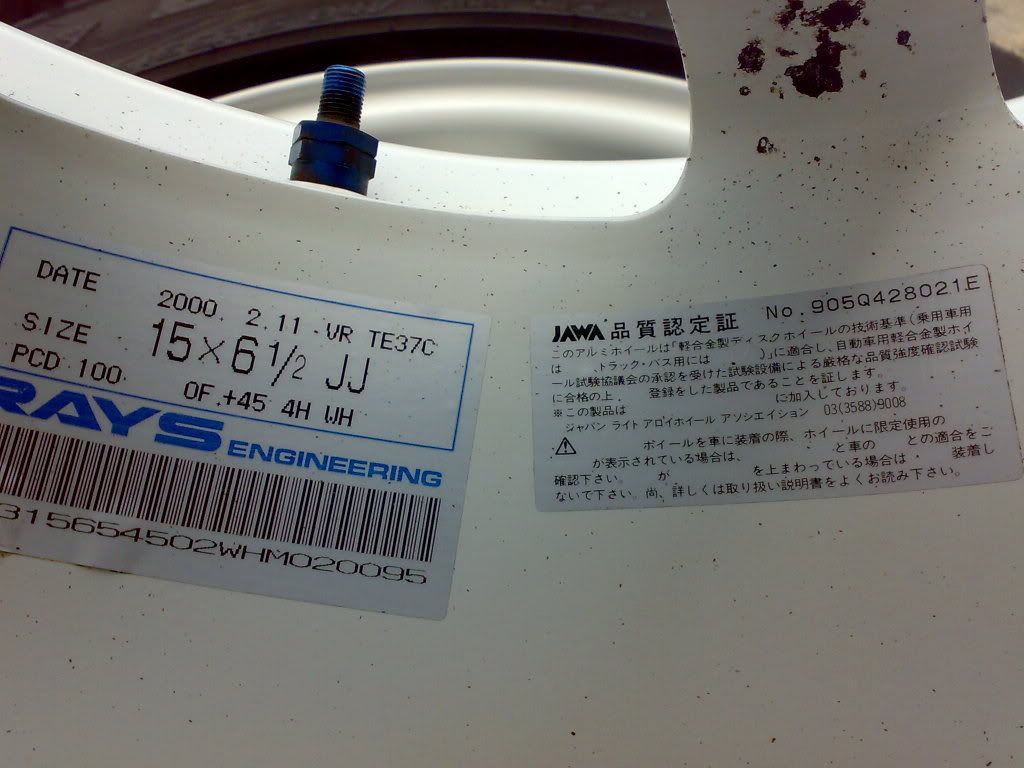 DATE 2000. 2.11 VR TE37C
SIZE 15×6 1/2 JJ
PCD 100 OF.+45 4H WH
RAYS ENGINEERING
315654502WHM020095
JAWA 品質認定証 No. 905Q428021E
このアルミホイールは「軽合金製ディスクホイールの技術基準(乗用車用
は .トラック・バス用には )」に適合し、自動車用軽合金製ホイ
ール試験協議会の承認を受けた試験設備による厳格な品質強度確認試験
に合格の上. 登録をした製品であることを証します。
※この製品は に加入しております。
ジャパン ライト アロイホイール アソシエイション 03(3588)9008
ホイールを車に装着の際、ホイールに限定使用の
が表示されている場合は、 と車の との適合をご
確認下さい。 が を上まわっている場合は 装着し
ないで下さい。尚、詳しくは取り扱い説明書をよくお読み下さい。